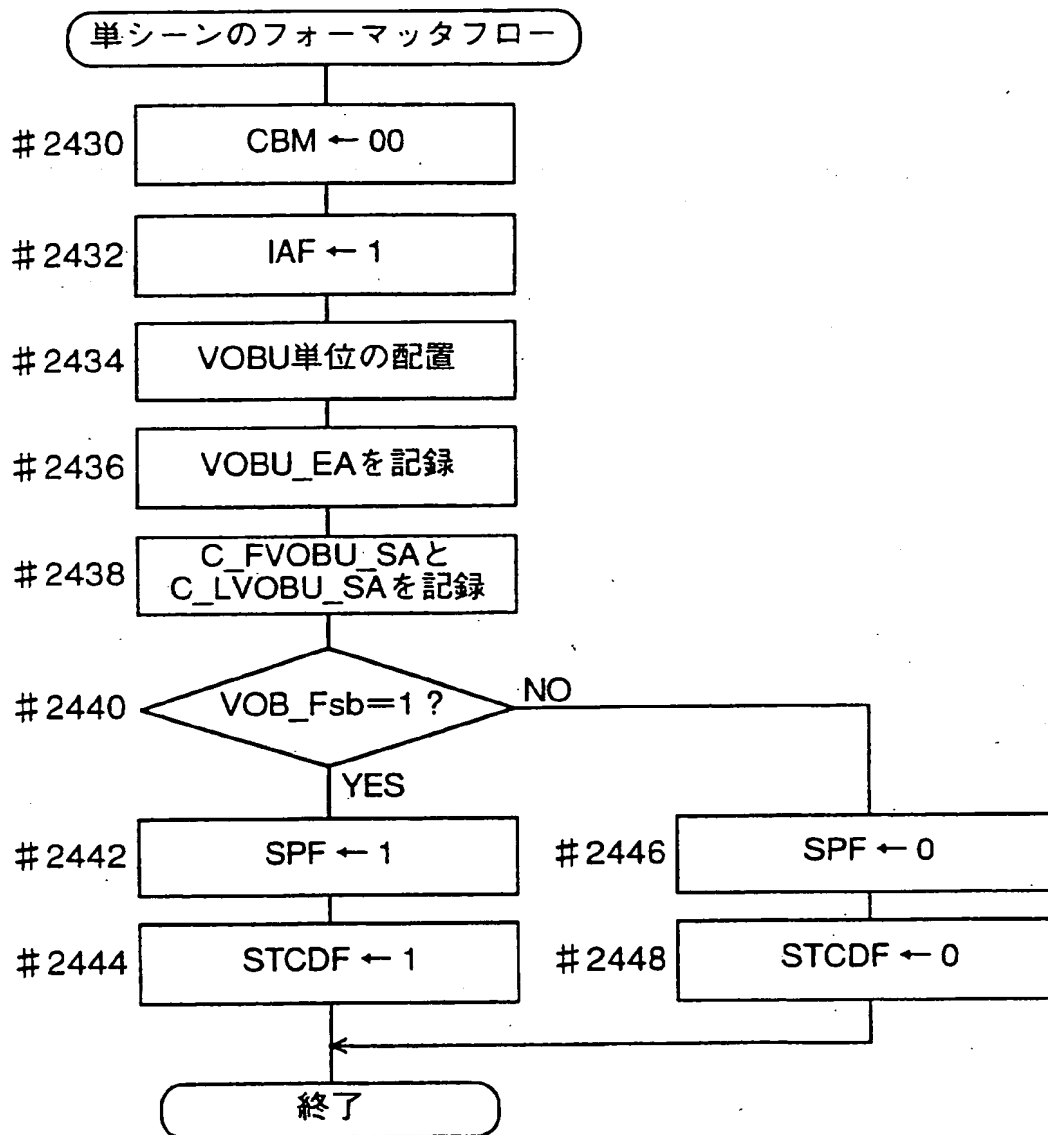 単シーンのフォーマッタフロー
#2430
CBM ← 00
#2432
IAF ← 1
#2434
VOBU単位の配置
#2436
VOBU_EAを記録
#2438
C_FVOBU_SAと
C_LVOBU_SAを記録
#2440
VOB_Fsb=1?
NO
YES
#2442
SPF ← 1
#2446
SPF ← 0
#2444
STCDF ← 1
#2448
STCDF ← 0
終了